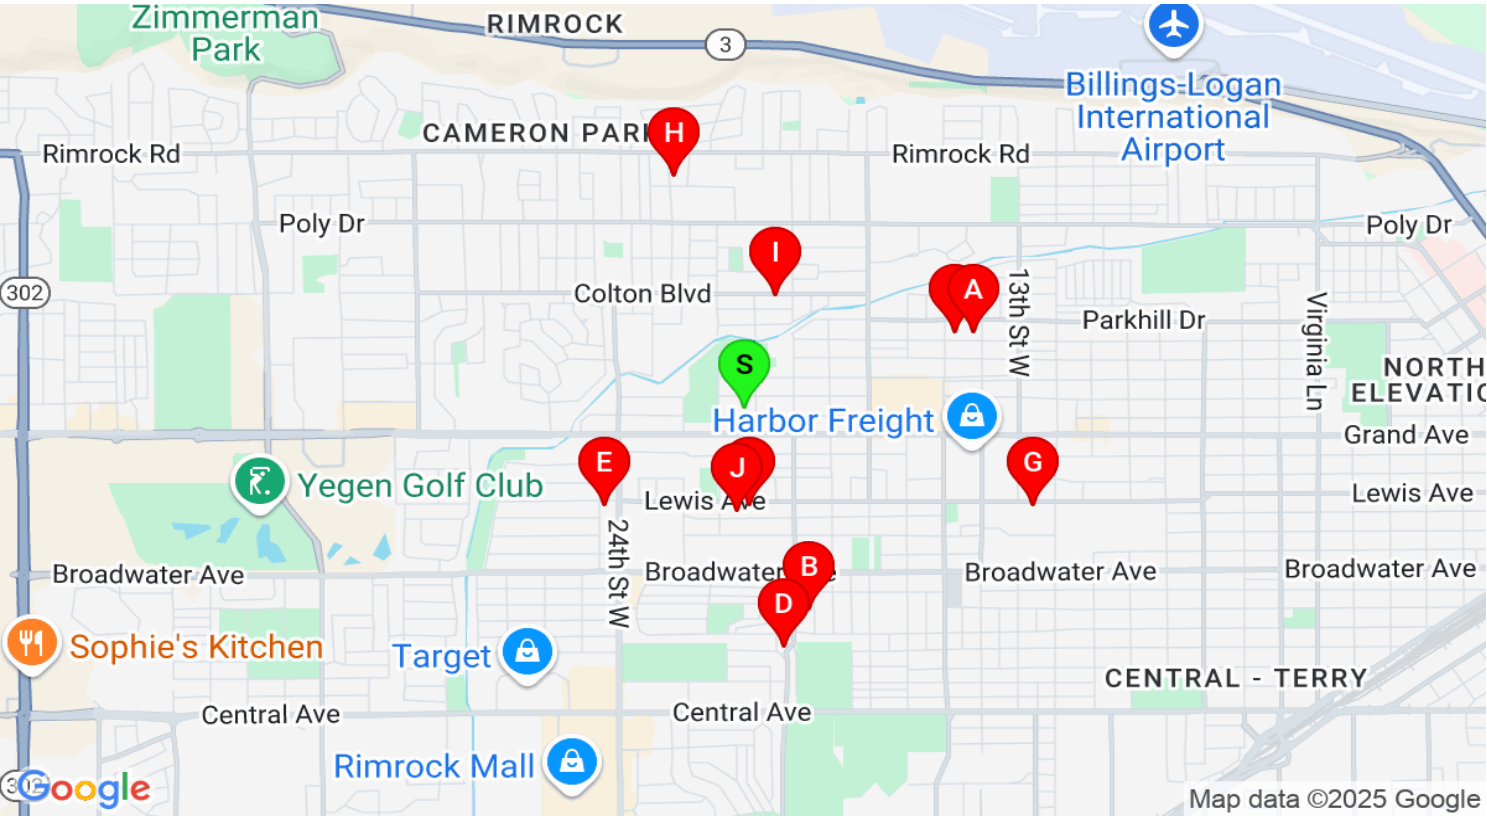 Zimmerman
Park
RIMROCK
3
Billings-Logan
International
Airport
CAMERON PARK
H
Rimrock Rd
Rimrock Rd
Poly Dr
Poly Dr
I
302
Colton Blvd
A
13th St W
Parkhill Dr
Virginia Ln
S
NORTH
ELEVATIO
Harbor Freight
Grand Ave
E
J
G
Yegen Golf Club
Lewis Ave
Lewis Ave
24th St W
Broadwater Ave
Broadwater
e
B
Broadwater Ave
Broadwater Ave
D
Sophie's Kitchen
Target
CENTRAL - TERRY
Central Ave
Central Ave
Rimrock Mall
302
Google
Map data ©2025 Google